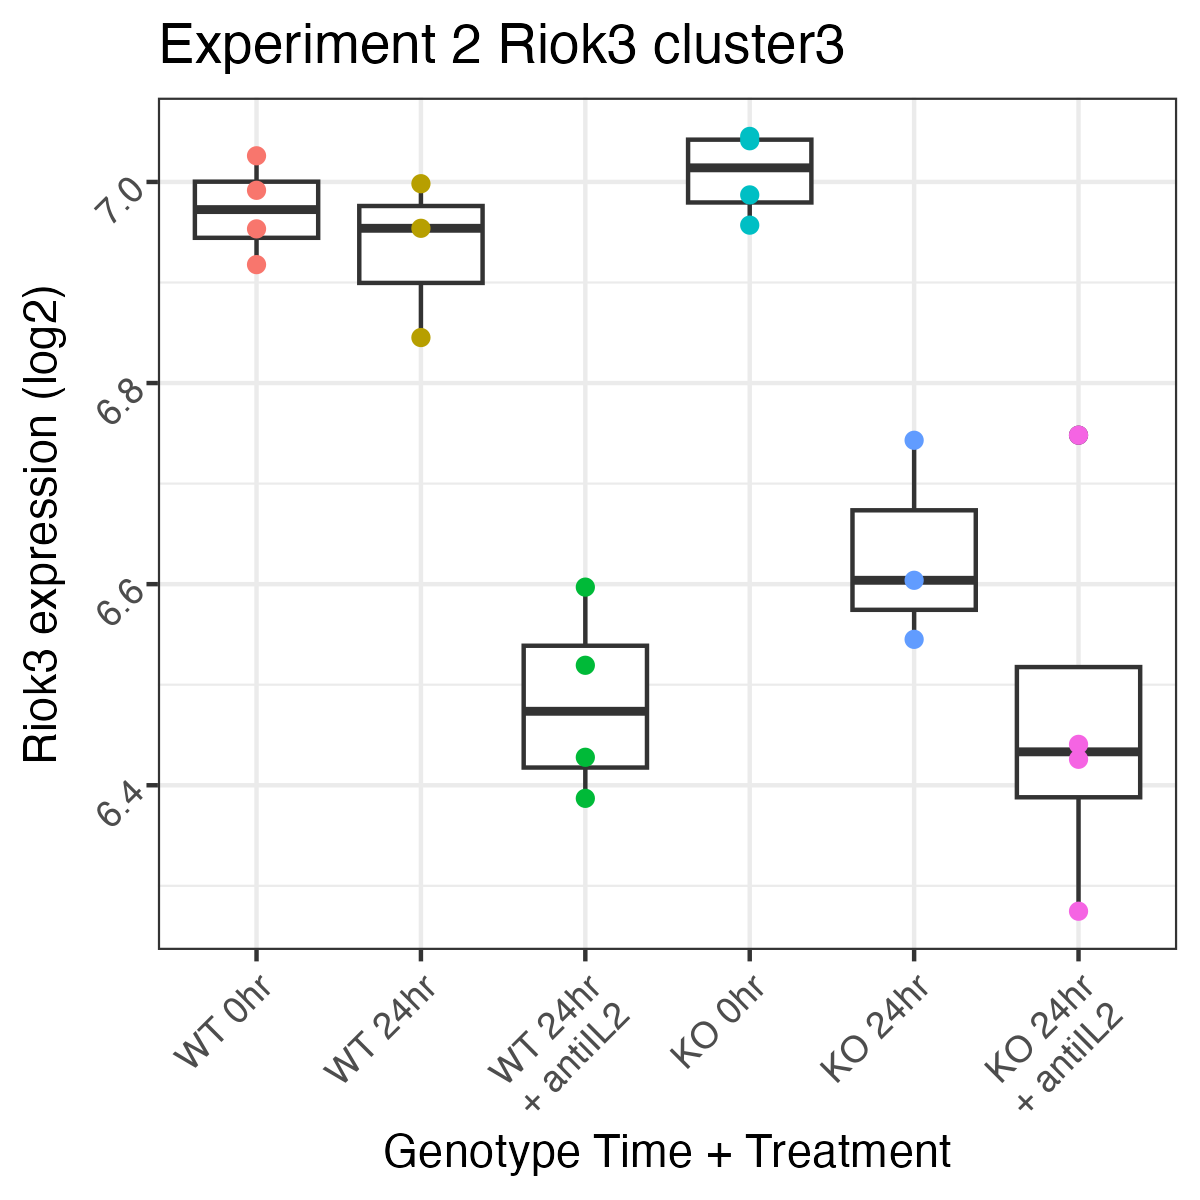 Experiment 2 Riok3 cluster3
Riok3 expression (log2)
7.0
6.8
6.6
6.4
WT 0hr
WT 24hr
WT 24hr
+ antiIL2
KO 0hr
KO 24hr
KO 24hr
+ antiIL2
Genotype Time + Treatment